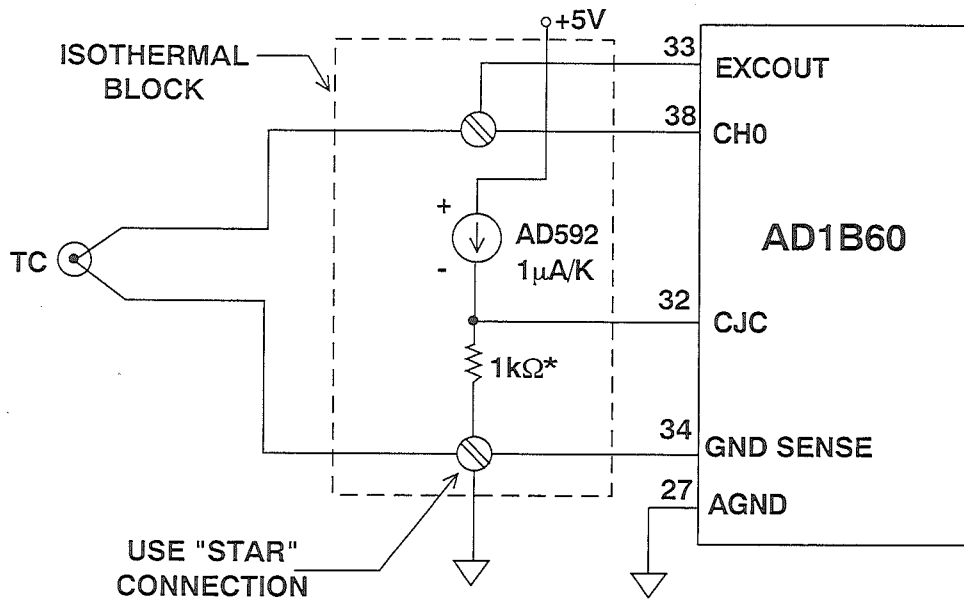 +5V
ISOTHERMAL
BLOCK
33
EXCOUT
38
CH0
+
AD592
1µA/K
-
AD1B60
TC
32
CJC
1kΩ*
34
GND SENSE
27
AGND
USE "STAR"
CONNECTION